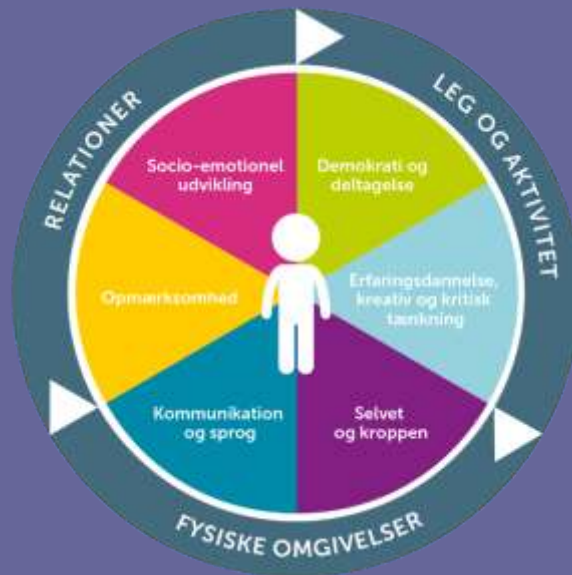 RELATIONER
LEG OG AKTIVITET
Socio-emotionel
udvikling
Demokrati og
deltagelse
Opmærksomhed
Erfaringsdannelse,
kreativ og kritisk
tænkning
Kommunikation
og sprog
Selvet
og kroppen
FYSISKE OMGIVELSER